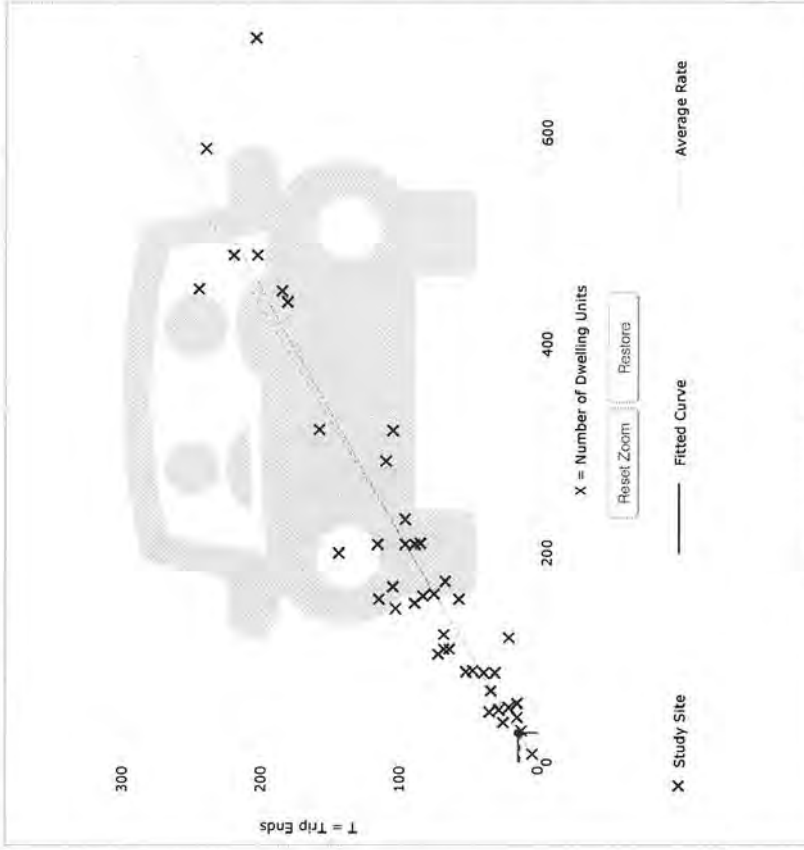 T = Trip Ends
300
200
100
0
0
200
400
600
X = Number of Dwelling Units
Reset Zoom
Restore
Study Site
Fitted Curve
Average Rate